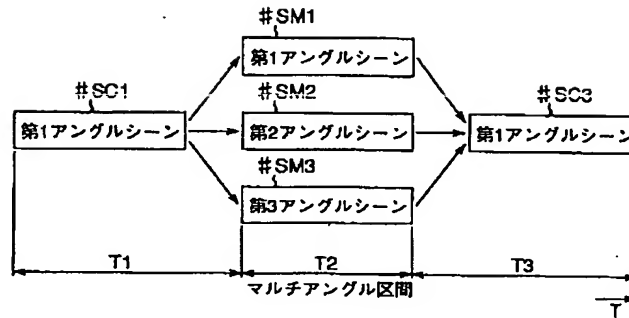 #SM1
第1アングルシーン
#SC1
第1アングルシーン
#SM2
第2アングルシーン
#SC3
第1アングルシーン
#SM3
第3アングルシーン
T1
T2
T3
マルチアングル区間
T